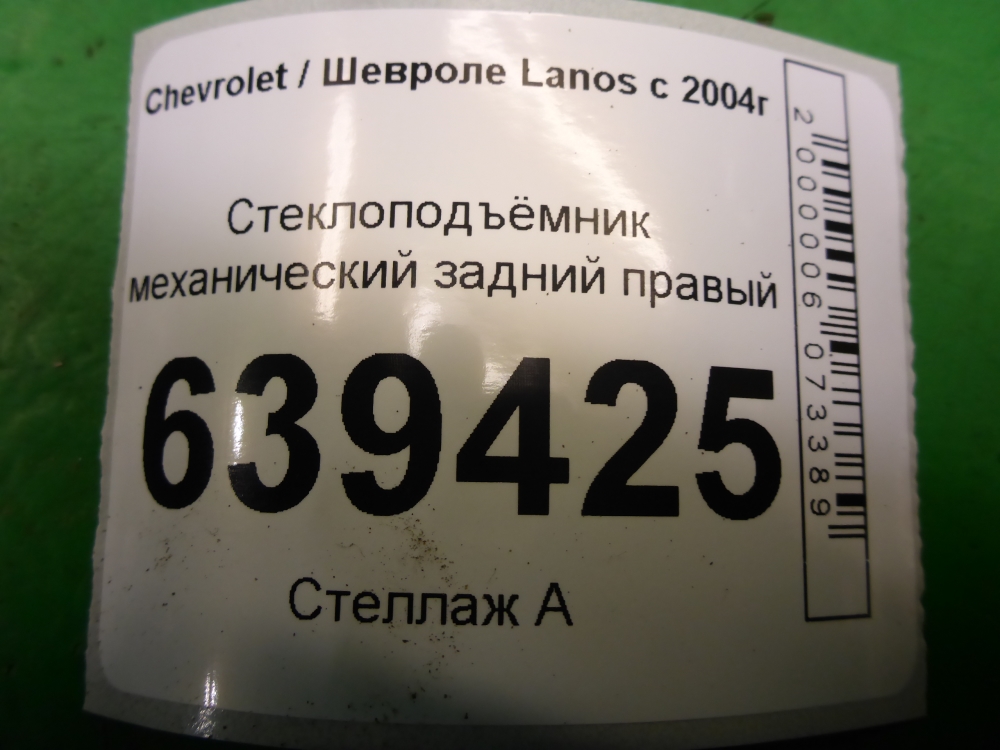 Chevrolet / Шевроле Lanos с 2004г
Стеклоподъёмник
механический задний правый
639425
Стеллаж А
2000006073389